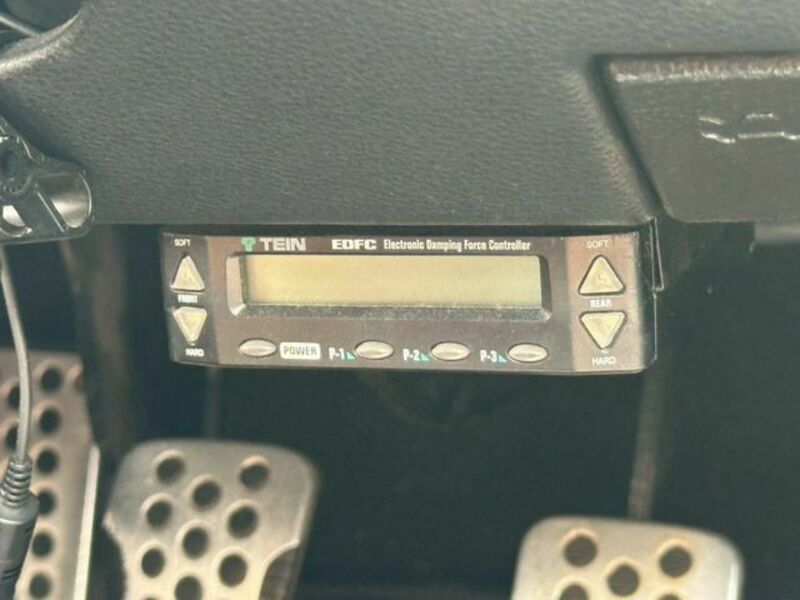 SOFT
TEIN EDFC Electronic Damping Force Controller
SOFT
FRONT
REAR
HARD
POWER P-1 P-2 P-3
HARD